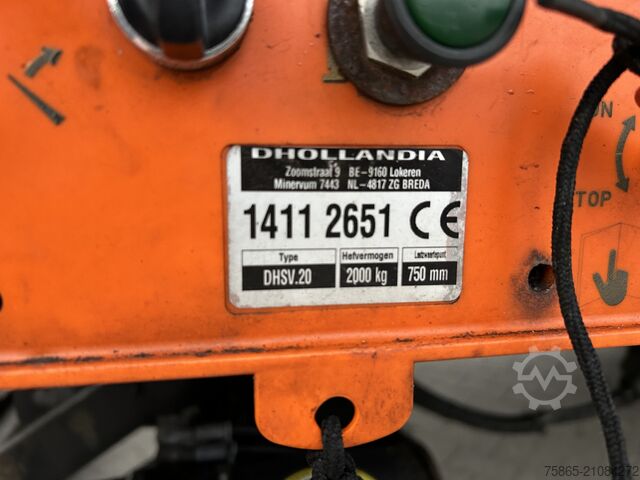 DHOLLANDIA
Zoomstraat 9 BE-9160 Lokeren
Minervum 7443 NL-4817 ZG BREDA
1411 2651 CE
Type Hefvermogen Lastzwaartepunt
DHSV.20 2000 kg 750 mm
ON
STOP
75865-21084272